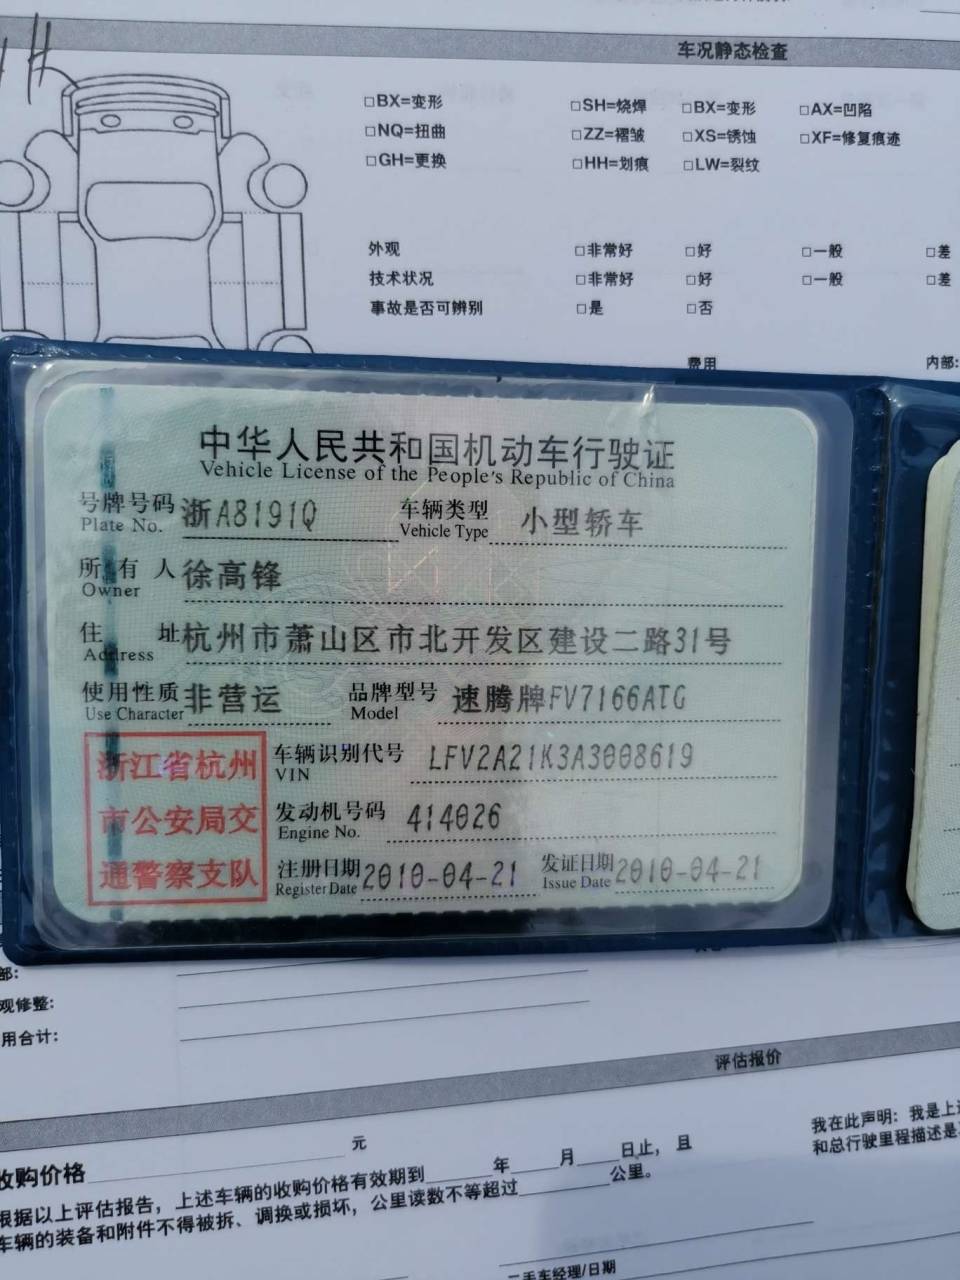 车况静态检查
□BX=变形 □SH=烧焊 □BX=变形 □AX=凹陷
□NQ=扭曲 □ZZ=褶皱 □XS=锈蚀 □XF=修复痕迹
□GH=更换 □HH=划痕 □LW=裂纹
外观 □非常好 □好 □一般 □差
技术状况 □非常好 □好 □一般 □差
事故是否可辨别 □是 □否
费用 内部:
中华人民共和国机动车行驶证
Vehicle License of the People's Republic of China
号牌号码 浙A8191Q 车辆类型 小型轿车
Plate No. Vehicle Type
所有人 徐高锋
Owner
住址 杭州市萧山区市北开发区建设二路31号
Address
使用性质 非营运 品牌型号 速腾牌FV7166ATG
Use Character Model
浙江省杭州
市公安局交
通警察支队
车辆识别代号 LFV2A21K3A3008619
VIN
发动机号码 414026
Engine No.
注册日期 2010-04-21 发证日期 2010-04-21
Register Date Issue Date
部:
观修整:
用合计:
评估报价
我在此声明: 我是上述
和总行驶里程描述是
收购价格 元
根据以上评估报告, 上述车辆的收购价格有效期到 年 月 日止, 且
车辆的装备和附件不得被拆、调换或损坏, 公里读数不等超过 公里。
二手车经理/日期